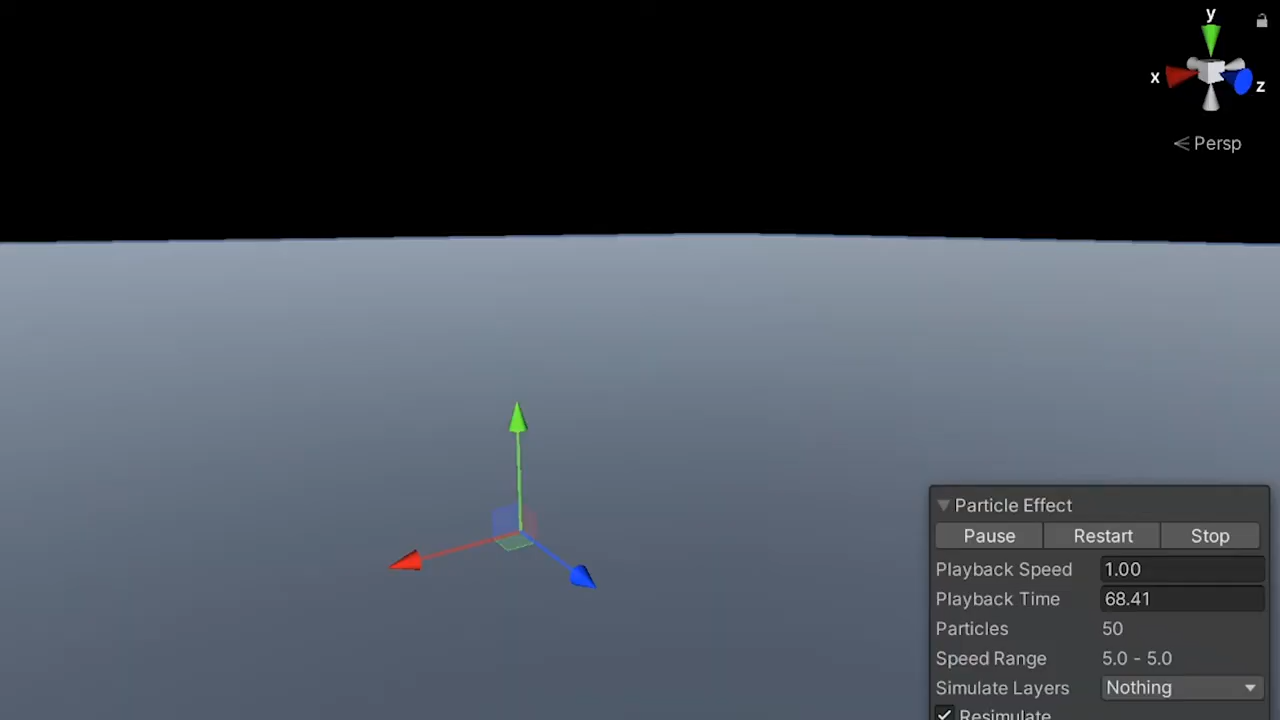 y
x
z
< Persp
Particle Effect
Pause Restart Stop
Playback Speed 1.00
Playback Time 68.41
Particles 50
Speed Range 5.0 - 5.0
Simulate Layers Nothing
Resimulate